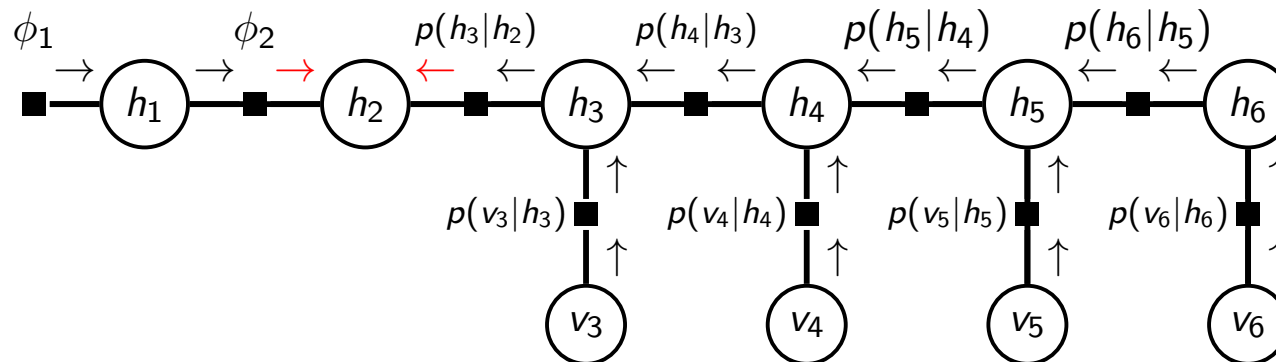 ϕ₁ ϕ₂ p(h₃|h₂) p(h₄|h₃) p(h₅|h₄) p(h₆|h₅)
→ → → ← ← ← ← ← ← ← ←
h₁ h₂ h₃ h₄ h₅ h₆
↑ ↑ ↑ ↑
p(v₃|h₃) p(v₄|h₄) p(v₅|h₅) p(v₆|h₆)
↑ ↑ ↑ ↑
v₃ v₄ v₅ v₆